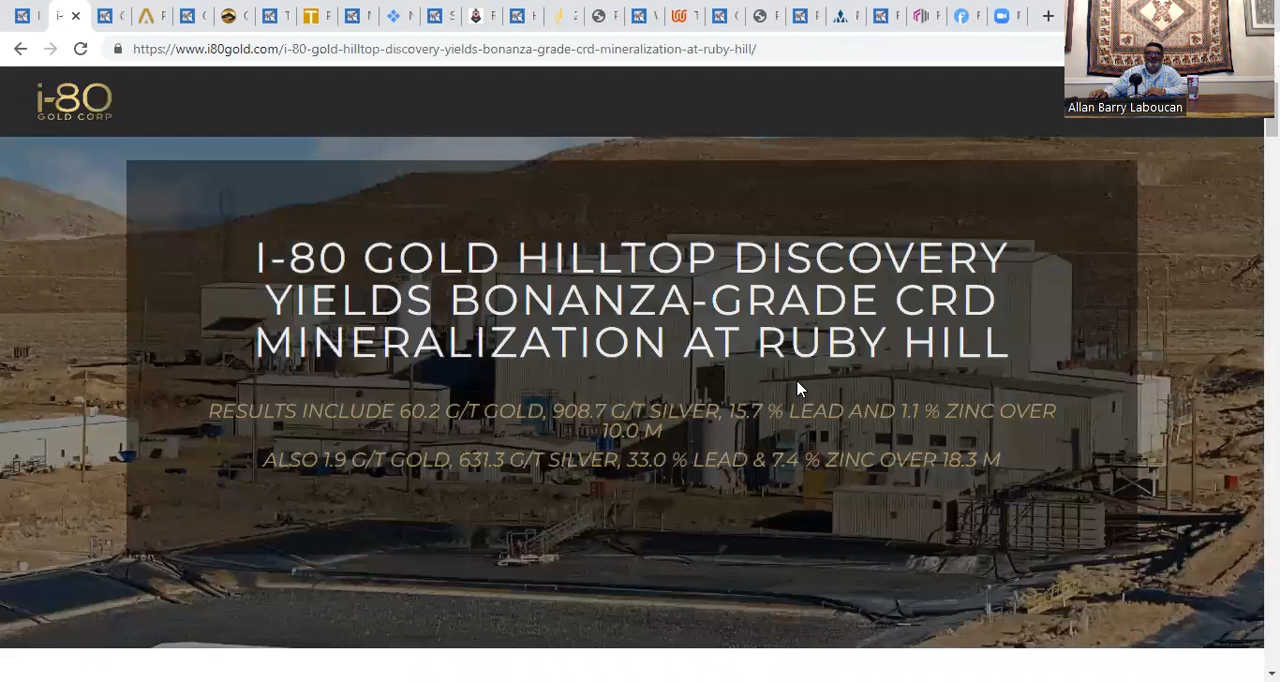 https://www.i80gold.com/i-80-gold-hilltop-discovery-yields-bonanza-grade-crd-mineralization-at-ruby-hill/
Allan Barry Laboucan
i-80
GOLD CORP
I-80 GOLD HILLTOP DISCOVERY
YIELDS BONANZA-GRADE CRD
MINERALIZATION AT RUBY HILL
RESULTS INCLUDE 60.2 G/T GOLD, 908.7 G/T SILVER, 15.7 % LEAD AND 1.1 % ZINC OVER
10.0 M
ALSO 1.9 G/T GOLD, 631.3 G/T SILVER, 33.0 % LEAD & 7.4 % ZINC OVER 18.3 M